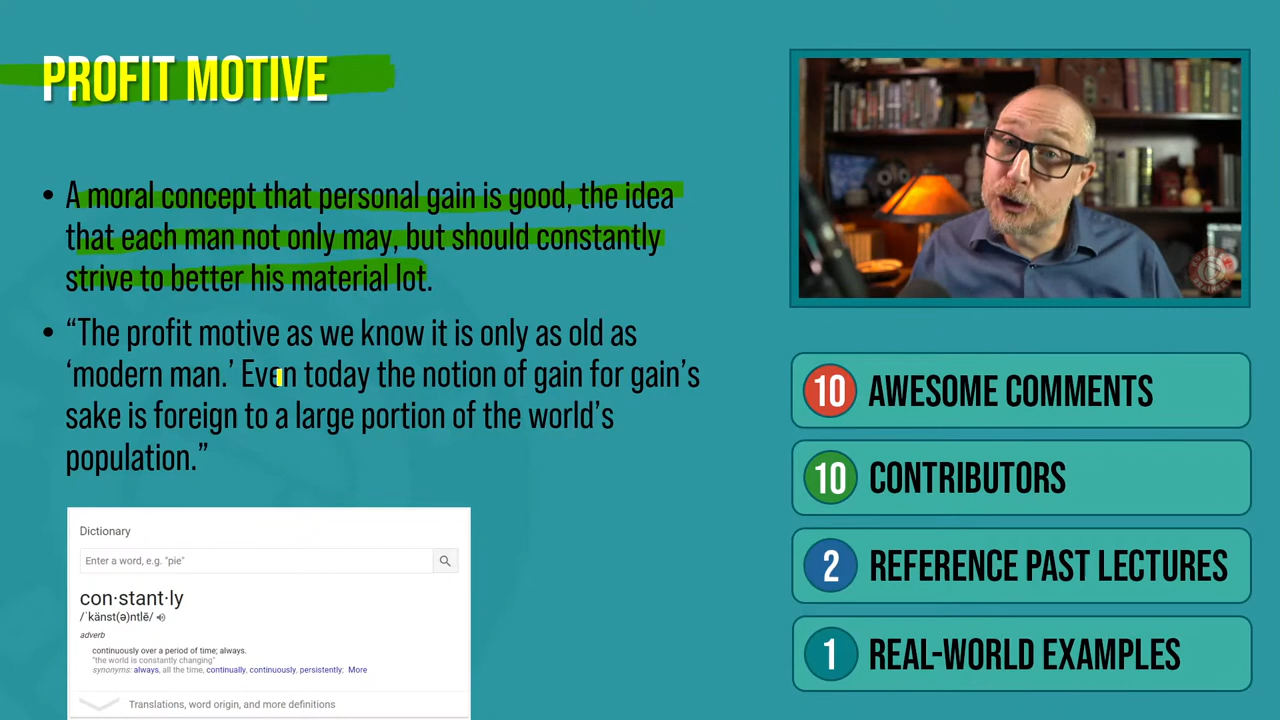 PROFIT MOTIVE
• A moral concept that personal gain is good, the idea
that each man not only may, but should constantly
strive to better his material lot.
• “The profit motive as we know it is only as old as
‘modern man.’ Even today the notion of gain for gain’s
sake is foreign to a large portion of the world’s
population.”
Dictionary
Enter a word, e.g. "pie"
con·stant·ly
/ˈkänst(ə)ntlē/
adverb
continuously over a period of time; always.
"the world is constantly changing"
synonyms: always, all the time, continually, continuously, persistently; More
Translations, word origin, and more definitions
10 AWESOME COMMENTS
10 CONTRIBUTORS
2 REFERENCE PAST LECTURES
1 REAL-WORLD EXAMPLES